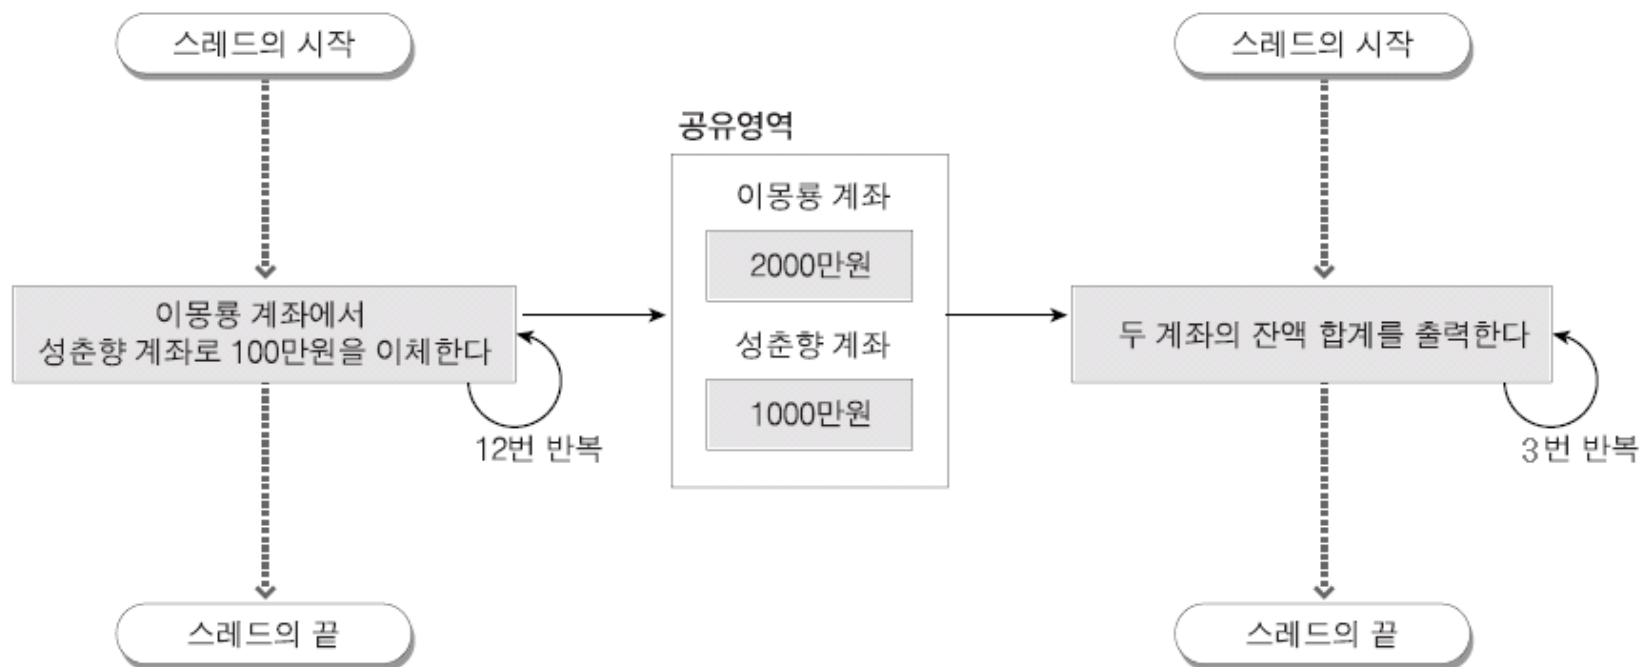 스레드의 시작
이몽룡 계좌에서
성춘향 계좌로 100만원을 이체한다
12번 반복
스레드의 끝
공유영역
이몽룡 계좌
2000만원
성춘향 계좌
1000만원
스레드의 시작
두 계좌의 잔액 합계를 출력한다
3번 반복
스레드의 끝